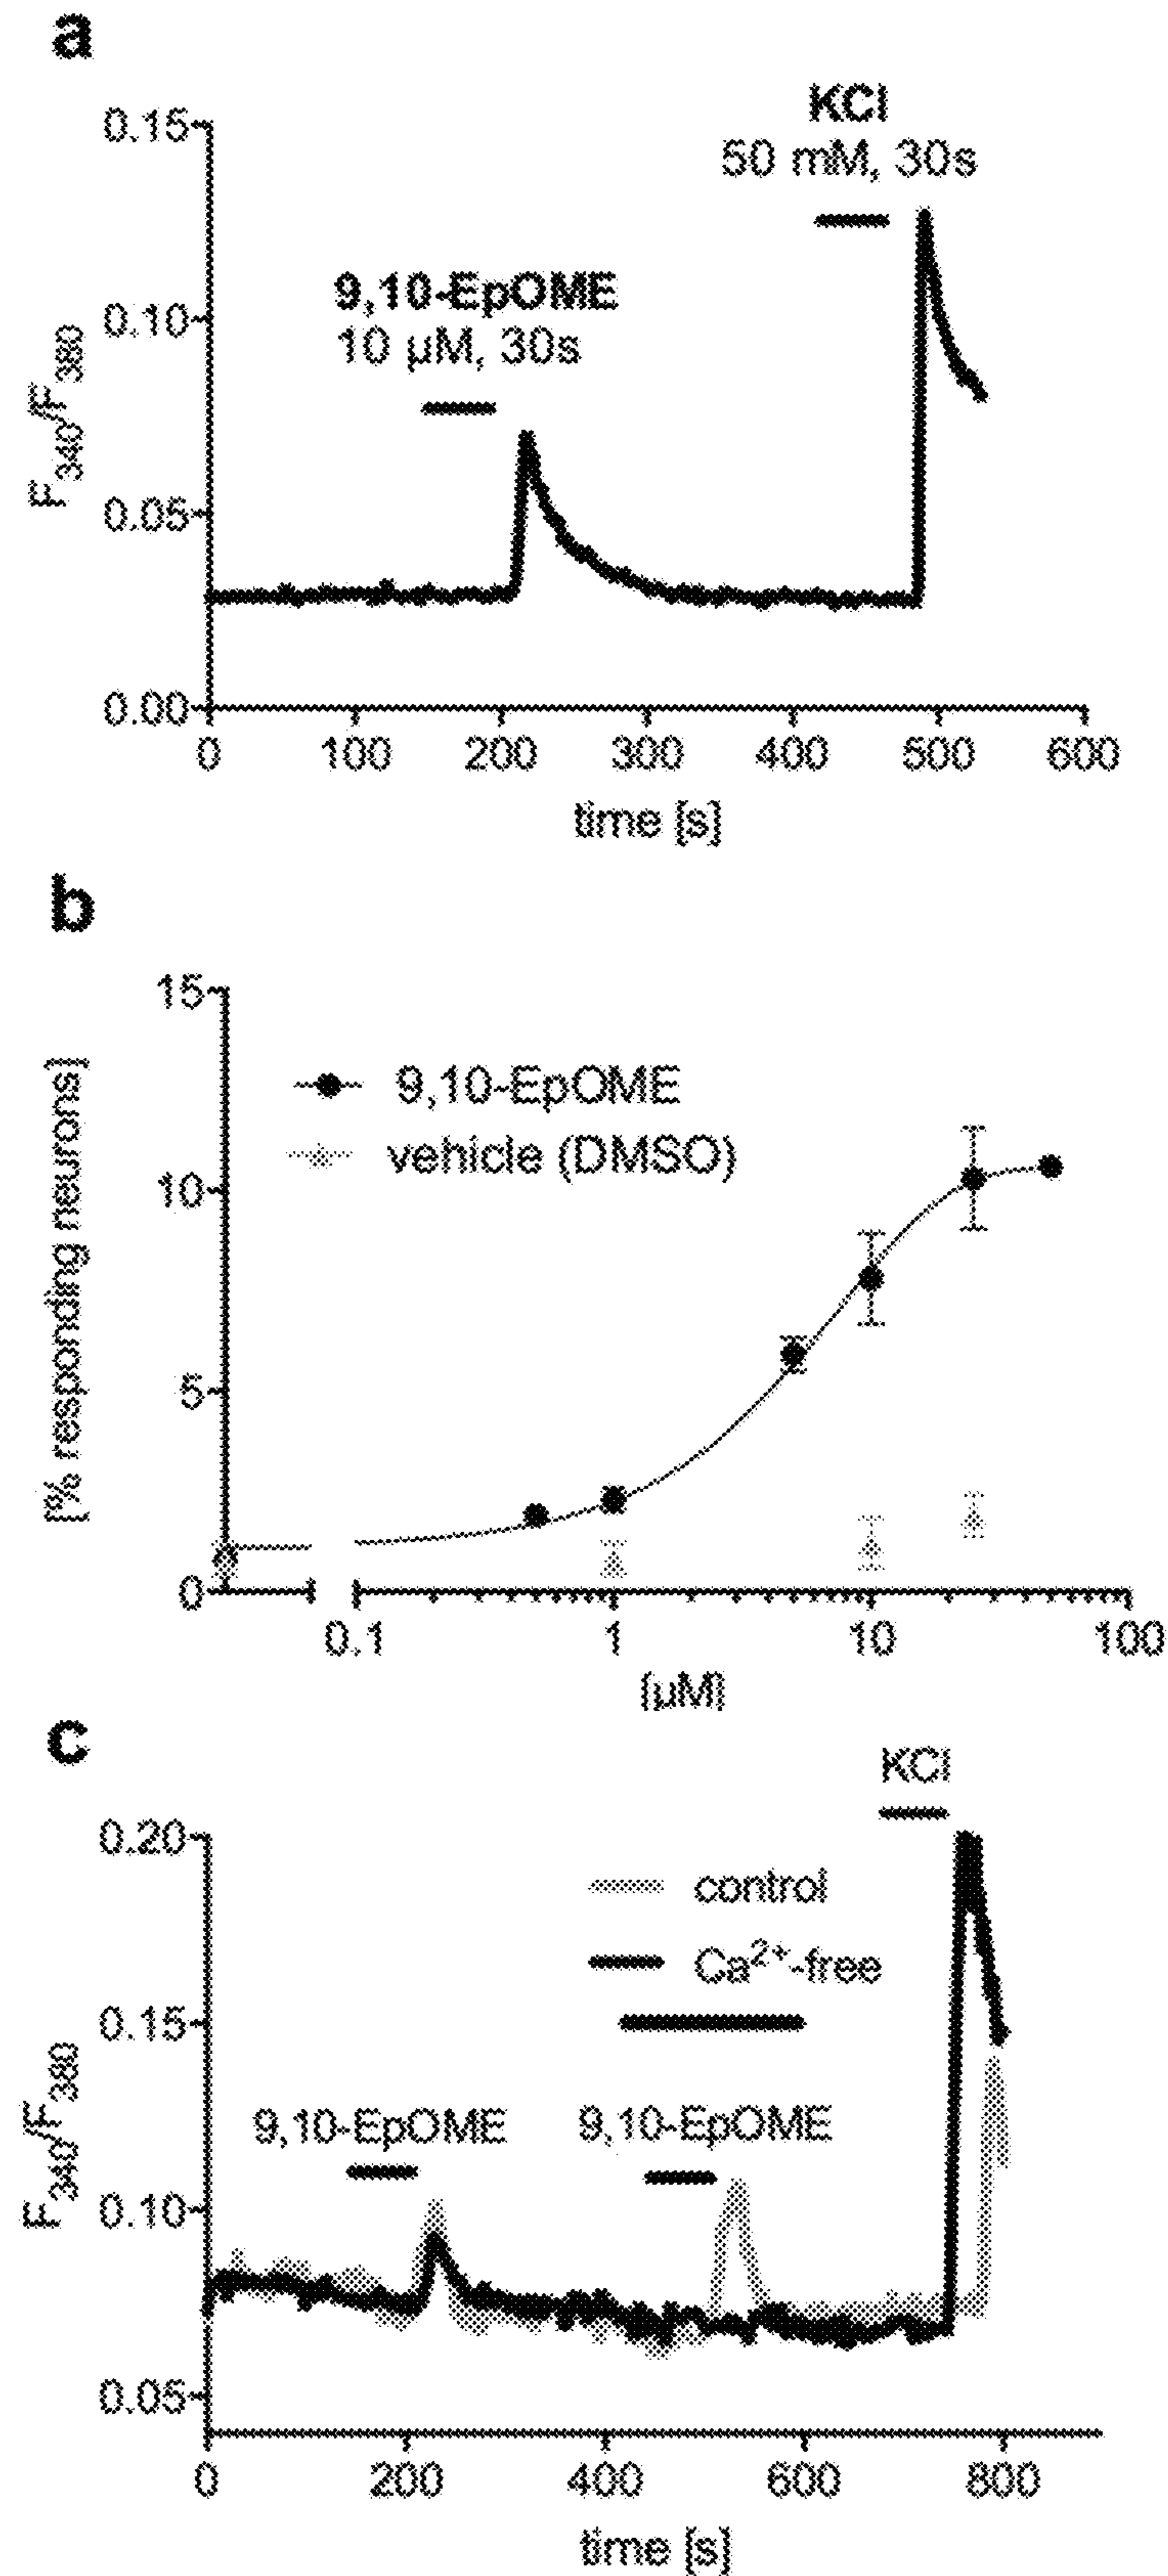 a
KCl
50 mM, 30s
9,10-EpOME
10 µM, 30s
F340/F380
0.15
0.10
0.05
0.00
0
100
200
300
400
500
600
time [s]
b
[% responding neurons]
15
10
5
0
9,10-EpOME
vehicle (DMSO)
0.1
1
10
100
[µM]
c
KCl
control
Ca2+-free
9,10-EpOME
9,10-EpOME
F340/F380
0.20
0.15
0.10
0.05
0
200
400
600
800
time [s]